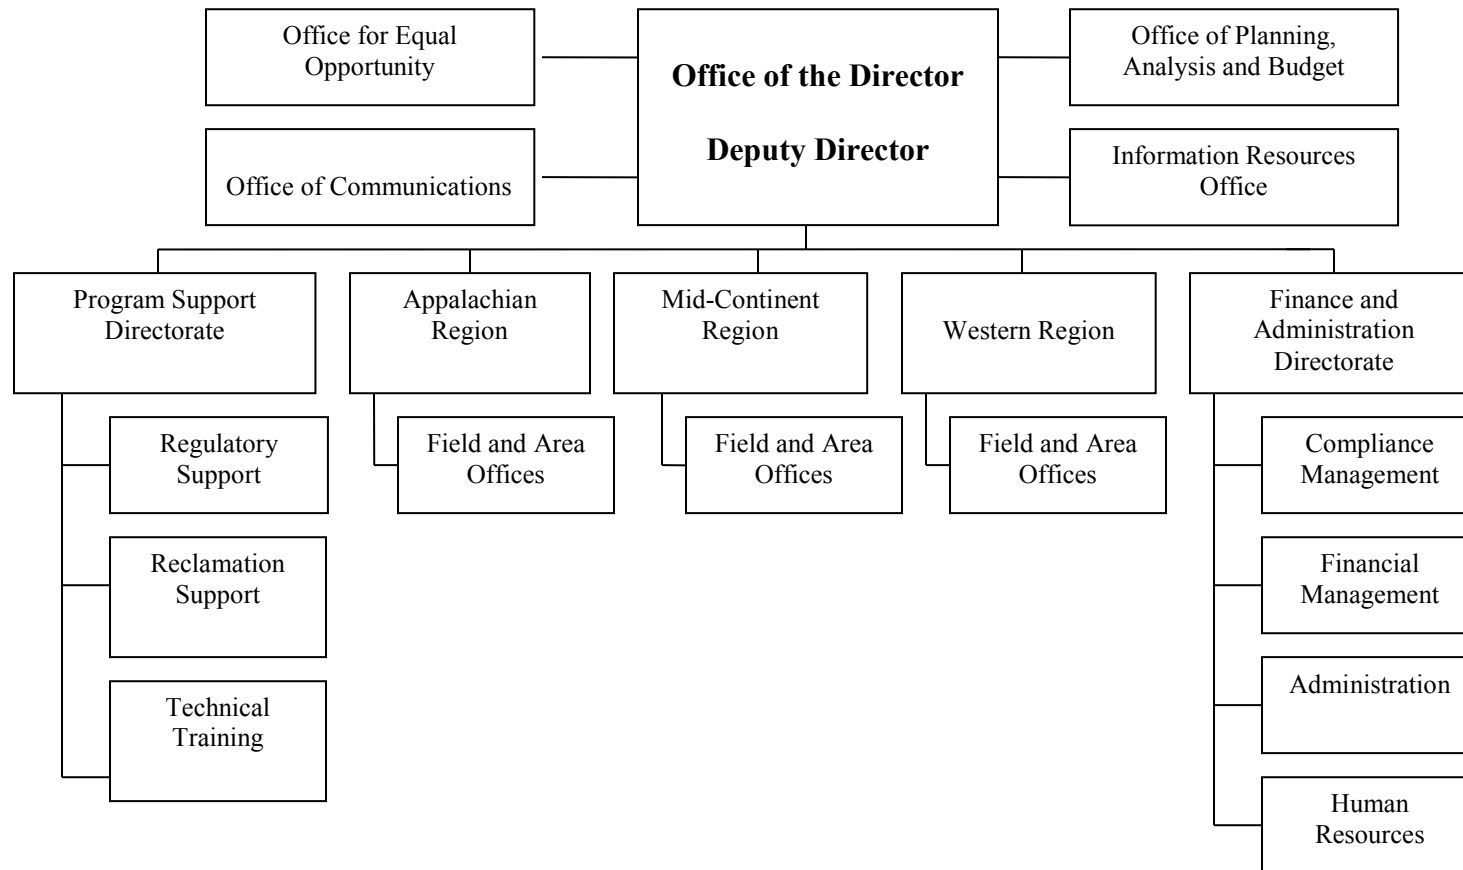 Office for Equal
Opportunity
Office of the Director
Deputy Director
Office of Planning,
Analysis and Budget
Office of Communications
Information Resources
Office
Program Support
Directorate
Appalachian
Region
Mid-Continent
Region
Western Region
Finance and
Administration
Directorate
Regulatory
Support
Field and Area
Offices
Field and Area
Offices
Field and Area
Offices
Compliance
Management
Reclamation
Support
Financial
Management
Technical
Training
Administration
Human
Resources